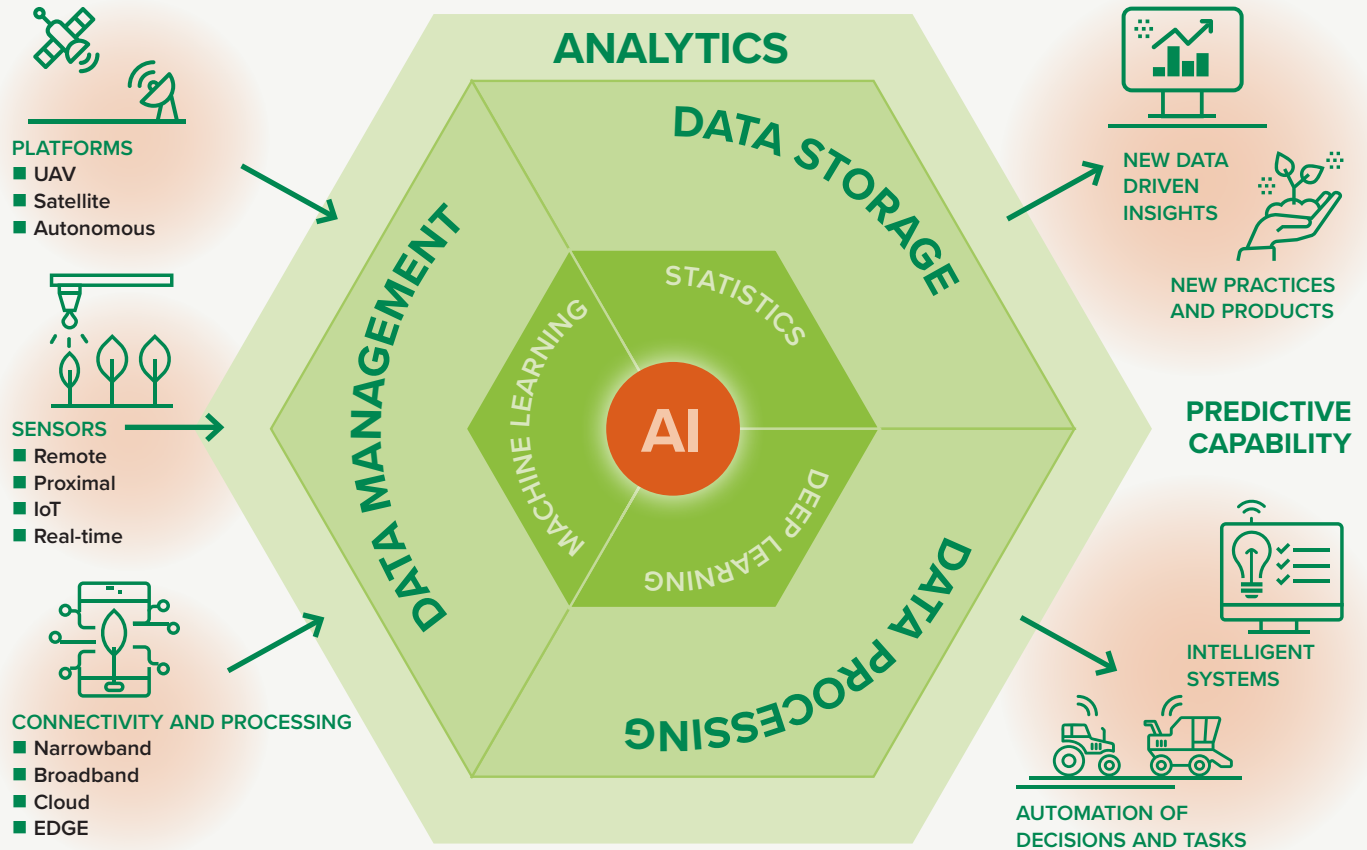 ANALYTICS
DATA STORAGE
DATA MANAGEMENT
DATA PROCESSING
STATISTICS
MACHINE LEARNING
DEEP LEARNING
AI
PLATFORMS
UAV
Satellite
Autonomous
SENSORS
Remote
Proximal
IoT
Real-time
CONNECTIVITY AND PROCESSING
Narrowband
Broadband
Cloud
EDGE
NEW DATA
DRIVEN
INSIGHTS
NEW PRACTICES
AND PRODUCTS
PREDICTIVE
CAPABILITY
INTELLIGENT
SYSTEMS
AUTOMATION OF
DECISIONS AND TASKS